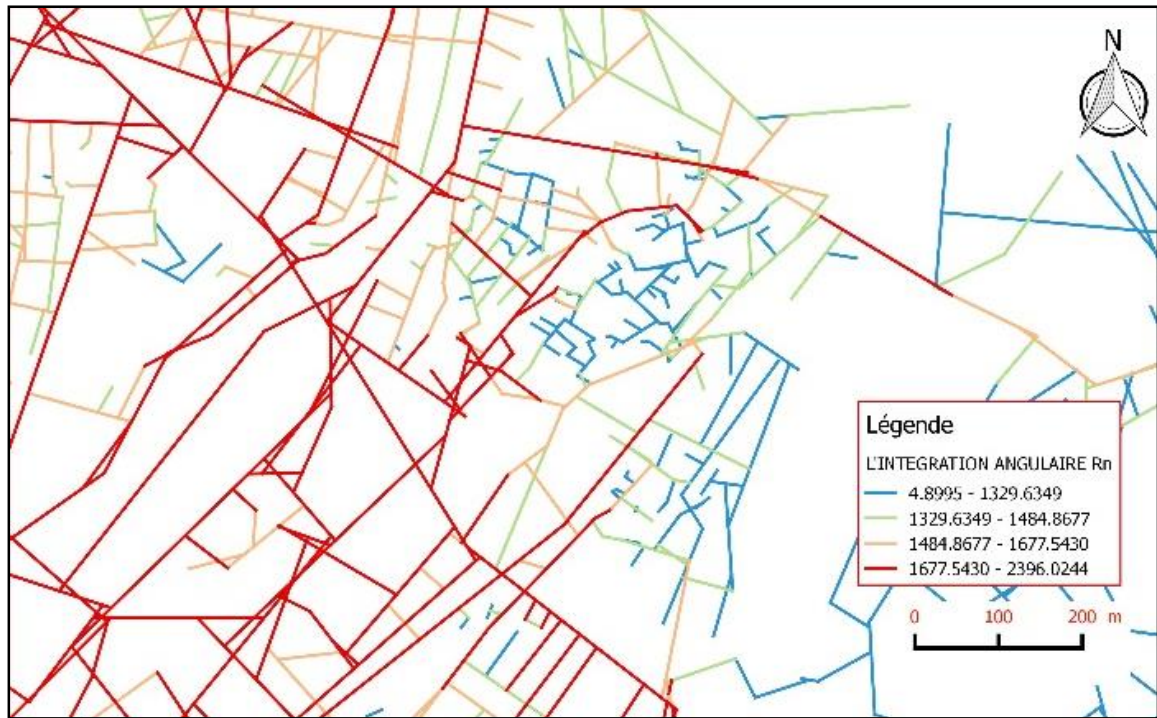 N
Légende
L'INTEGRATION ANGULAIRE Rn
4.8995 - 1329.6349
1329.6349 - 1484.8677
1484.8677 - 1677.5430
1677.5430 - 2396.0244
0 100 200 m